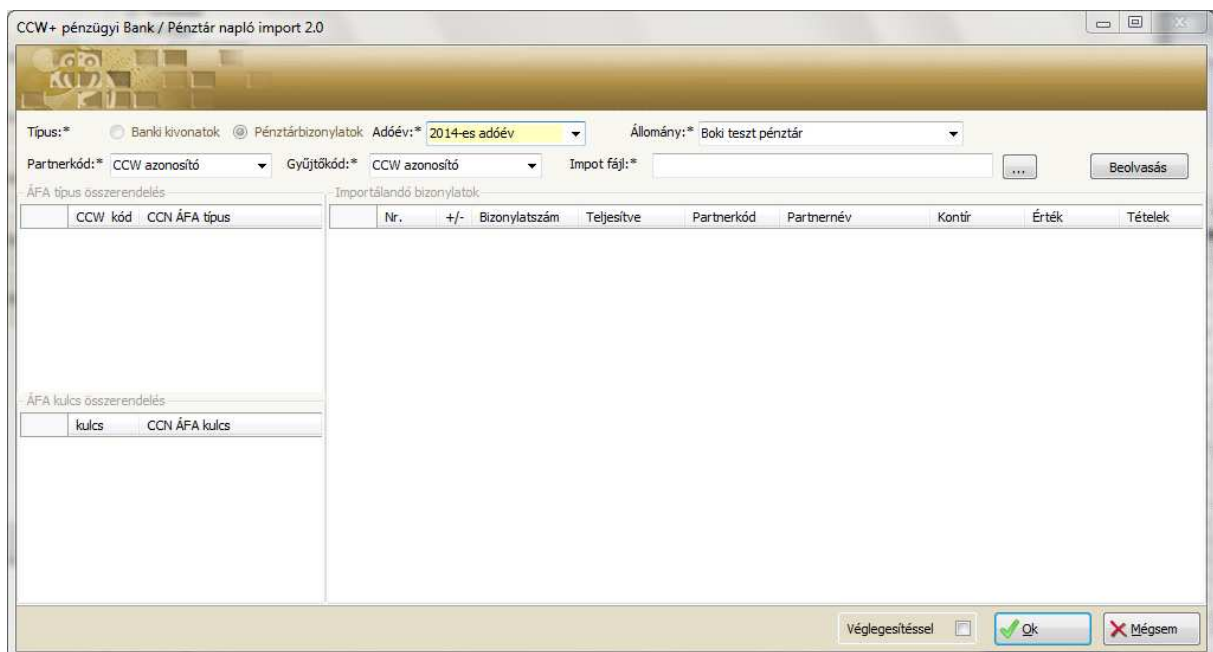 CCW+ pénzügyi Bank / Pénztár napló import 2.0
Típus:* Banki kivonatok Pénztárbizonylatok Adóév:* 2014-es adóév Állomány:* Boki teszt pénztár
Partnerkód:* CCW azonosító Gyűjtőkód:* CCW azonosító Impot fájl:* ... Beolvasás
ÁFA típus összerendelés Importálandó bizonylatok
CCW kód CCN ÁFA típus Nr. +/- Bizonylatszám Teljesítve Partnerkód Partnernév Kontír Érték Tételek
ÁFA kulcs összerendelés
kulcs CCN ÁFA kulcs
Véglegesítéssel Ok Mégsem